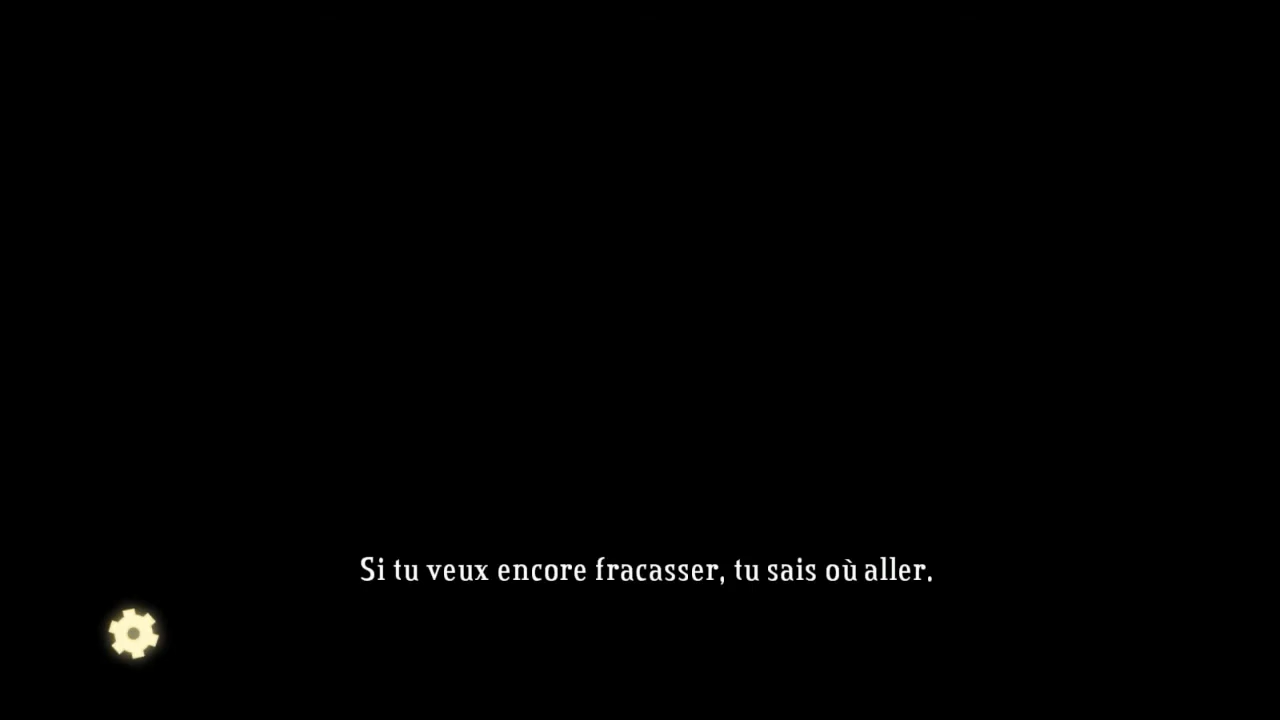 Si tu veux encore fracasser, tu sais où aller.